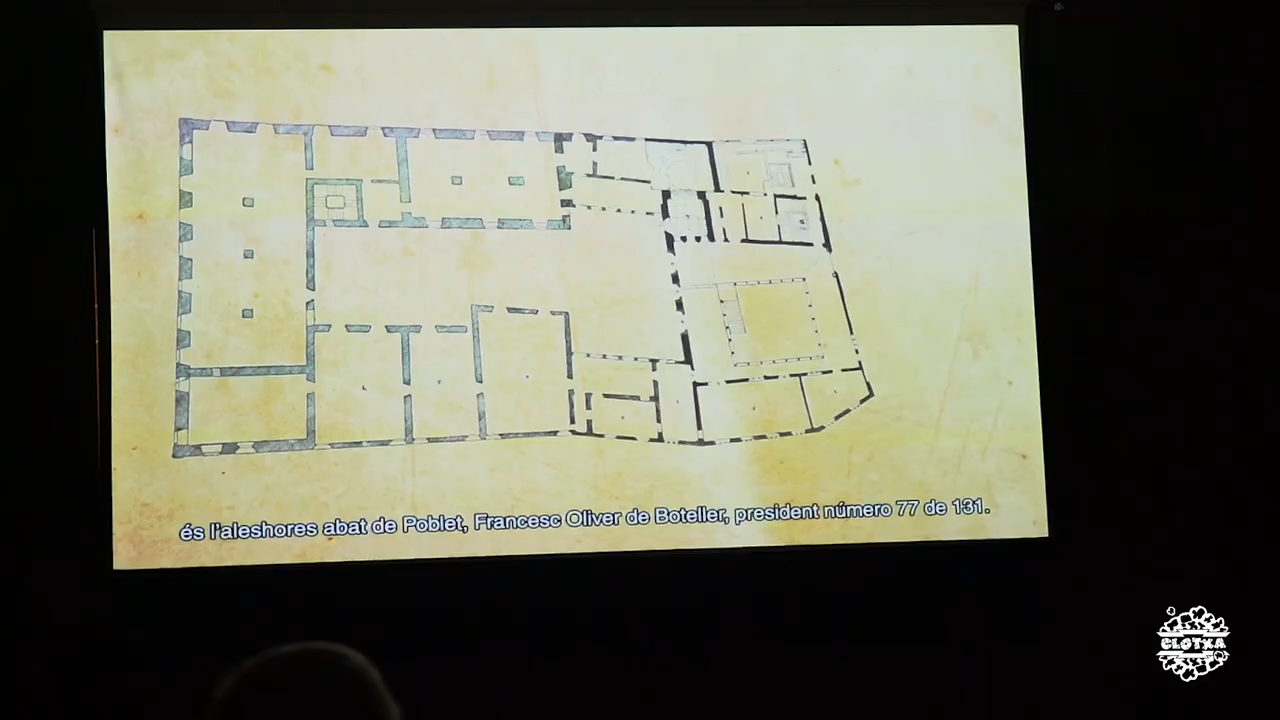 és l'aleshores abat de Poblet, Francesc Oliver de Boteller, president número 77 de 131.
CLOTXA